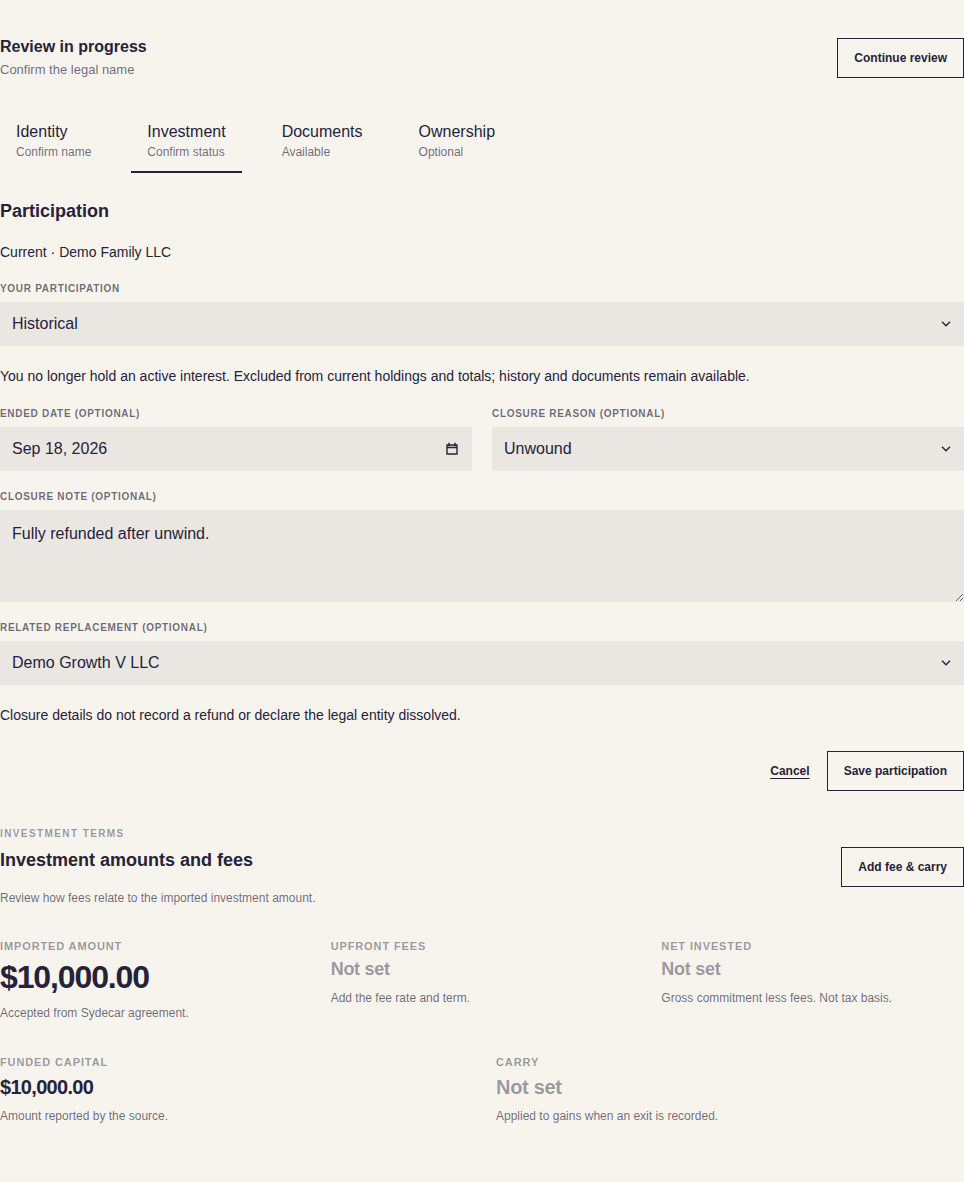 Review in progress
Confirm the legal name
Continue review
Identity
Confirm name
Investment
Confirm status
Documents
Available
Ownership
Optional
Participation
Current · Demo Family LLC
YOUR PARTICIPATION
Historical
You no longer hold an active interest. Excluded from current holdings and totals; history and documents remain available.
ENDED DATE (OPTIONAL)
Sep 18, 2026
CLOSURE REASON (OPTIONAL)
Unwound
CLOSURE NOTE (OPTIONAL)
Fully refunded after unwind.
RELATED REPLACEMENT (OPTIONAL)
Demo Growth V LLC
Closure details do not record a refund or declare the legal entity dissolved.
Cancel
Save participation
INVESTMENT TERMS
Investment amounts and fees
Add fee & carry
Review how fees relate to the imported investment amount.
IMPORTED AMOUNT
$10,000.00
Accepted from Sydecar agreement.
UPFRONT FEES
Not set
Add the fee rate and term.
NET INVESTED
Not set
Gross commitment less fees. Not tax basis.
FUNDED CAPITAL
$10,000.00
Amount reported by the source.
CARRY
Not set
Applied to gains when an exit is recorded.